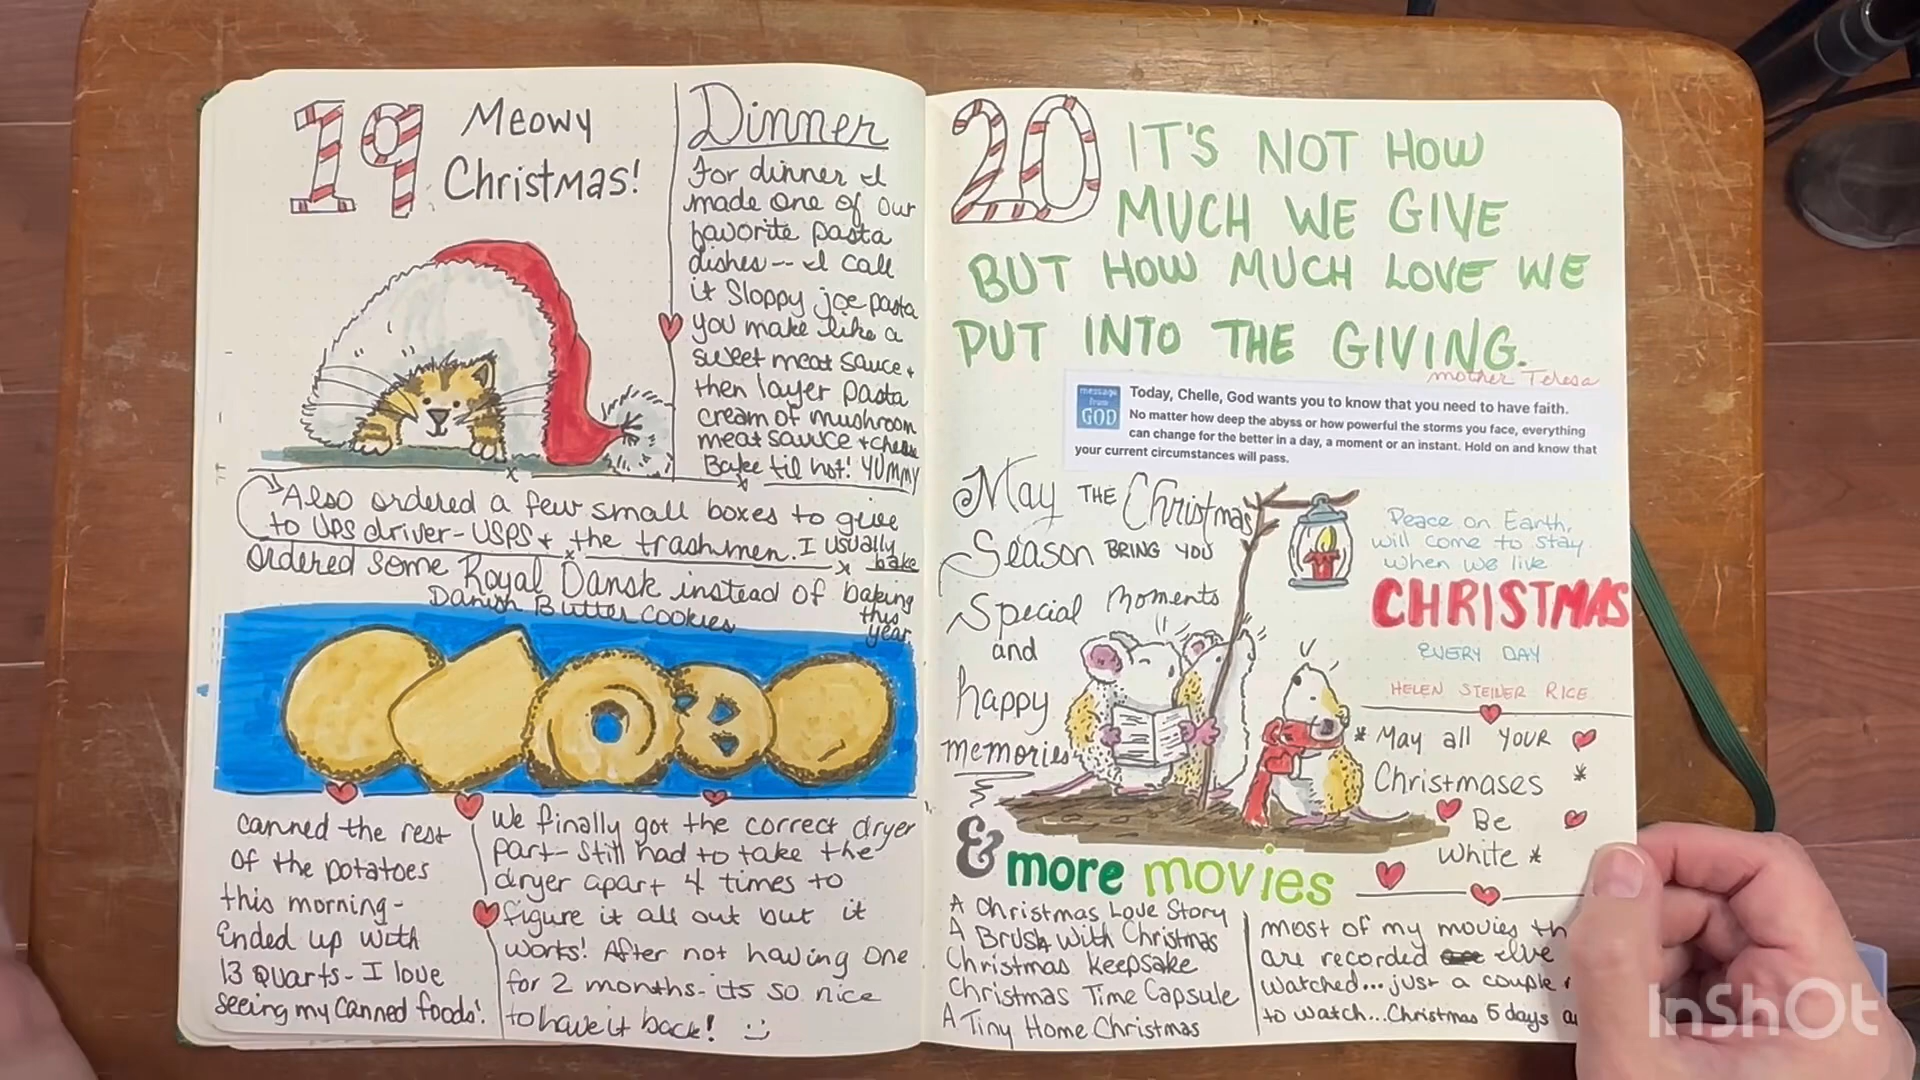 19 Meowy
Christmas!
Dinner
For dinner I
made one of our
favorite pasta
dishes -- I call
it Sloppy joe pasta
you make like a
sweet meat sauce +
then layer pasta
cream of mushroom
meat sauuce + cheese
Bake til hot! YUMMY
Also ordered a few small boxes to give
to UPS driver - USPS + the trashmen. I usually
bake
Ordered some Royal Dansk instead of baking
Danish Butter Cookies
this
year
canned the rest
of the potatoes
this morning -
Ended up with
13 Quarts - I love
seeing my canned foods!
We finally got the correct dryer
part - still had to take the
dryer apart 4 times to
figure it all out but it
works! After not having one
for 2 months - its so nice
to have it back! :)
20 IT'S NOT HOW
MUCH WE GIVE
BUT HOW MUCH LOVE WE
PUT INTO THE GIVING.
mother Teresa
message
from
GOD
Today, Chelle, God wants you to know that you need to have faith.
No matter how deep the abyss or how powerful the storms you face, everything
can change for the better in a day, a moment or an instant. Hold on and know that
your current circumstances will pass.
May THE Christmas
Season BRING YOU
Special moments
and
happy
memories
Peace on Earth,
will come to stay
when we live
CHRISTMAS
EVERY DAY
HELEN STEINER RICE
* May all YOUR
Christmases *
Be
White *
& more movies
A Christmas Love Story
A Brush with Christmas
Christmas Keepsake
Christmas Time Capsule
A Tiny Home Christmas
most of my movies
are recorded I've
watched... just a couple
to watch... Christmas 5 days
InShOt